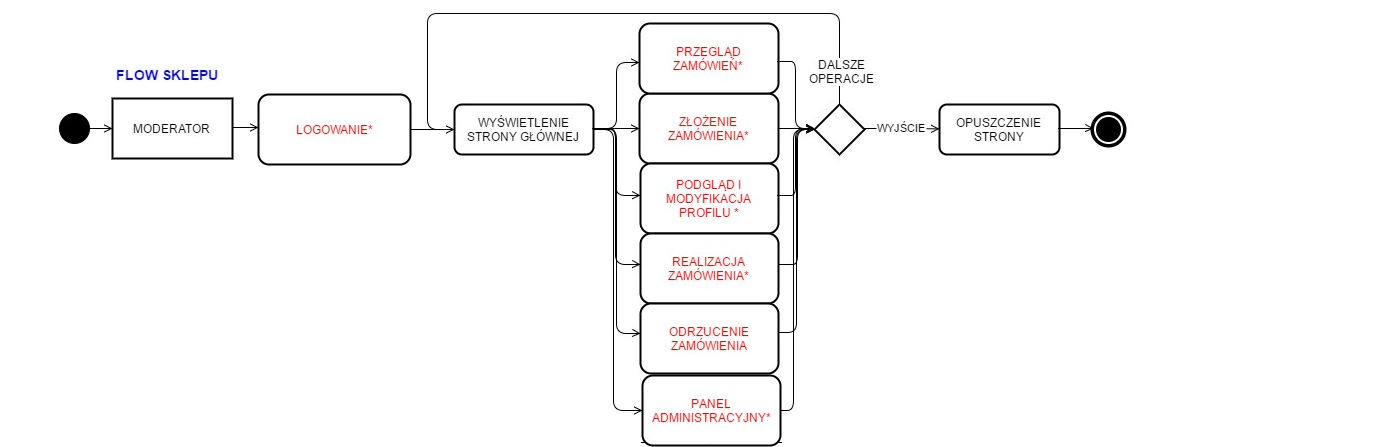 FLOW SKLEPU
MODERATOR
LOGOWANIE*
WYŚWIETLENIE
STRONY GŁÓWNEJ
PRZEGLĄD
ZAMÓWIEŃ*
ZŁOŻENIE
ZAMÓWIENIA*
PODGLĄD I
MODYFIKACJA
PROFILU *
REALIZACJA
ZAMÓWIENIA*
ODRZUCENIE
ZAMÓWIENIA
PANEL
ADMINISTRACYJNY*
DALSZE
OPERACJE
WYJŚCIE
OPUSZCZENIE
STRONY